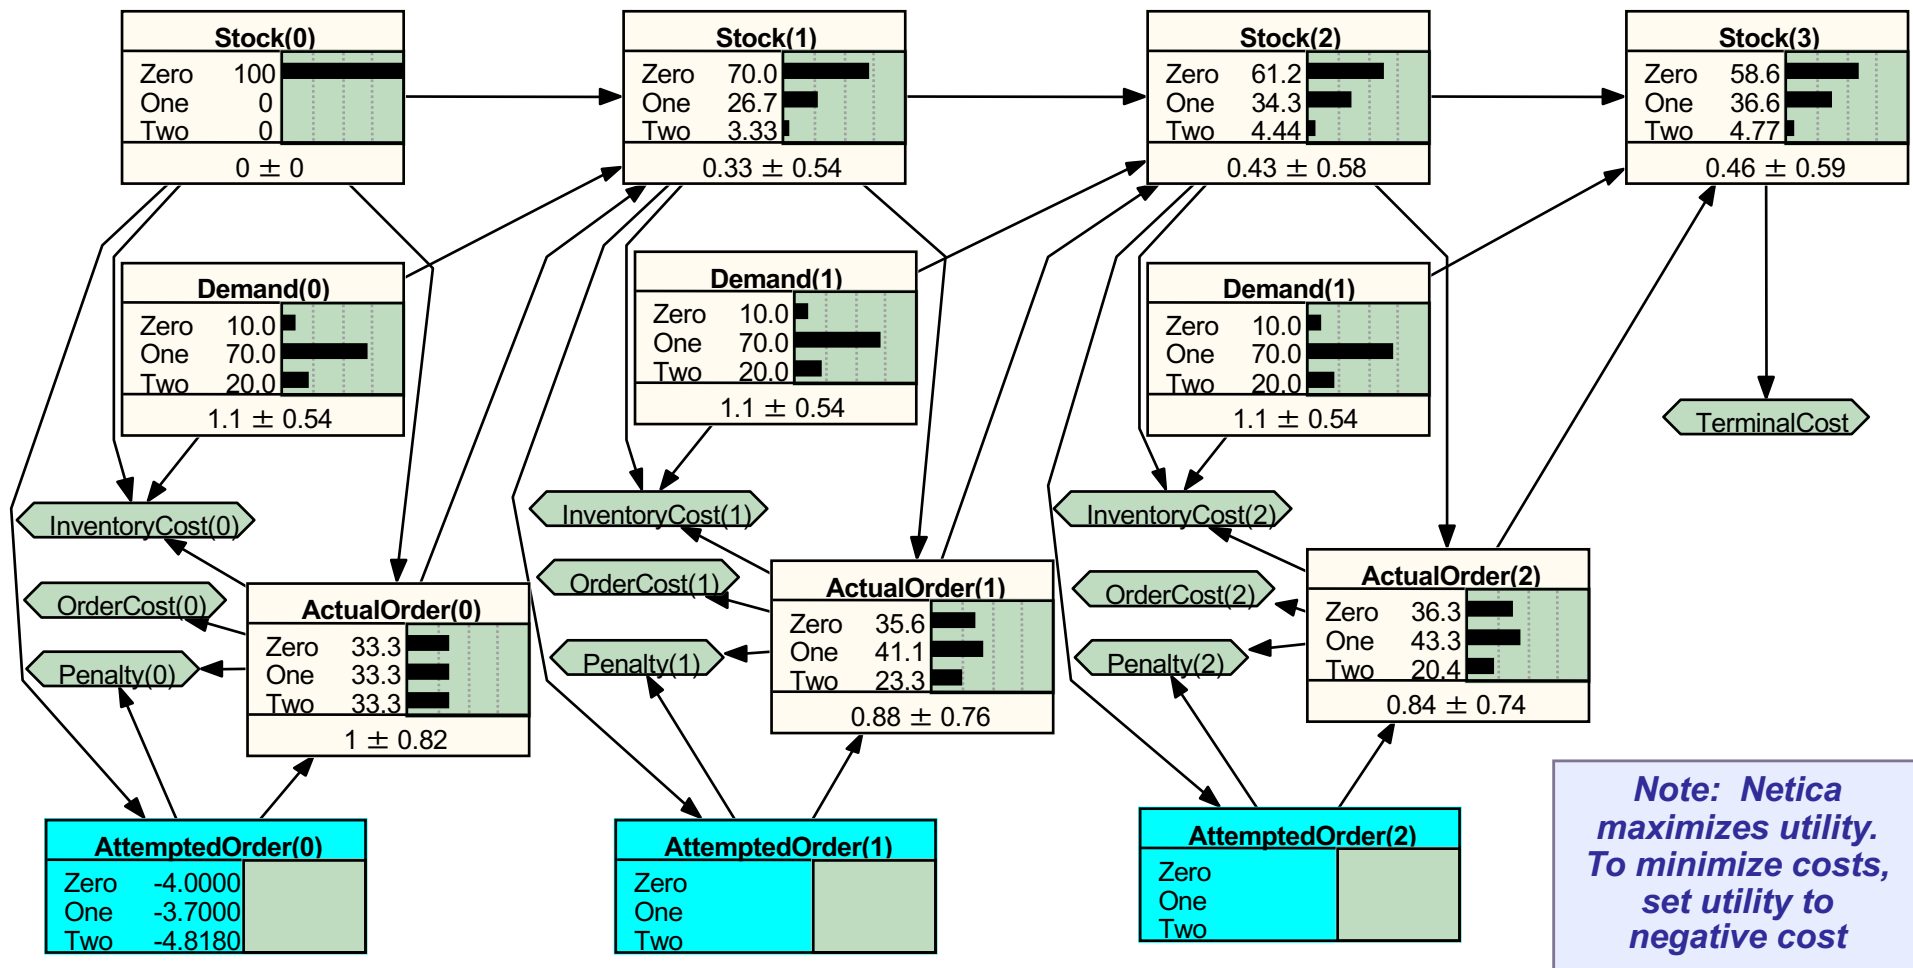 Stock(0)
Zero 100
One 0
Two 0
0 ± 0
Stock(1)
Zero 70.0
One 26.7
Two 3.33
0.33 ± 0.54
Stock(2)
Zero 61.2
One 34.3
Two 4.44
0.43 ± 0.58
Stock(3)
Zero 58.6
One 36.6
Two 4.77
0.46 ± 0.59
Demand(0)
Zero 10.0
One 70.0
Two 20.0
1.1 ± 0.54
Demand(1)
Zero 10.0
One 70.0
Two 20.0
1.1 ± 0.54
Demand(1)
Zero 10.0
One 70.0
Two 20.0
1.1 ± 0.54
TerminalCost
InventoryCost(0)
OrderCost(0)
Penalty(0)
ActualOrder(0)
Zero 33.3
One 33.3
Two 33.3
1 ± 0.82
InventoryCost(1)
OrderCost(1)
Penalty(1)
ActualOrder(1)
Zero 35.6
One 41.1
Two 23.3
0.88 ± 0.76
InventoryCost(2)
OrderCost(2)
Penalty(2)
ActualOrder(2)
Zero 36.3
One 43.3
Two 20.4
0.84 ± 0.74
AttemptedOrder(0)
Zero -4.0000
One -3.7000
Two -4.8180
AttemptedOrder(1)
Zero
One
Two
AttemptedOrder(2)
Zero
One
Two
Note: Netica
maximizes utility.
To minimize costs,
set utility to
negative cost